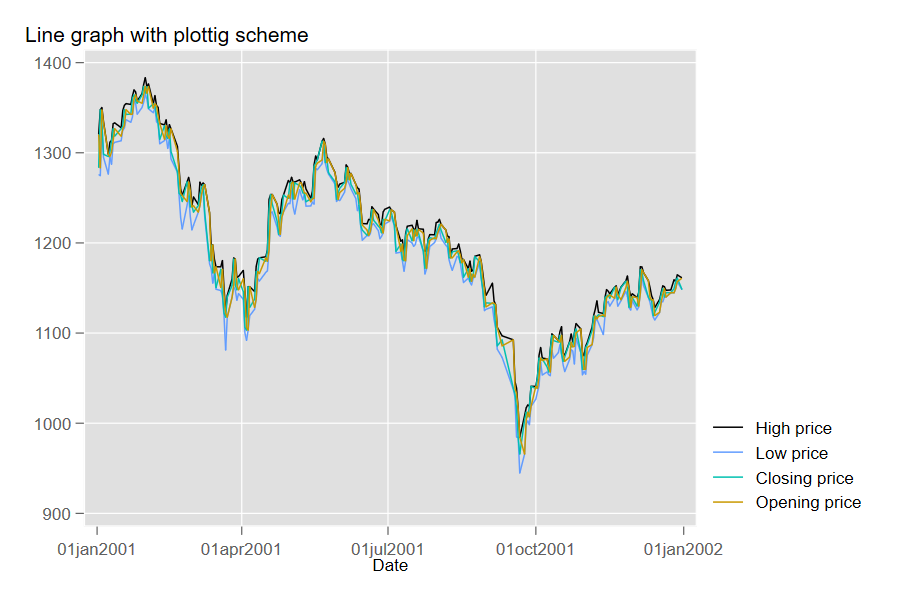 Line graph with plottig scheme
1400
1300
1200
1100
1000
900
01jan2001 01apr2001 01jul2001 01oct2001 01jan2002
Date
High price
Low price
Closing price
Opening price